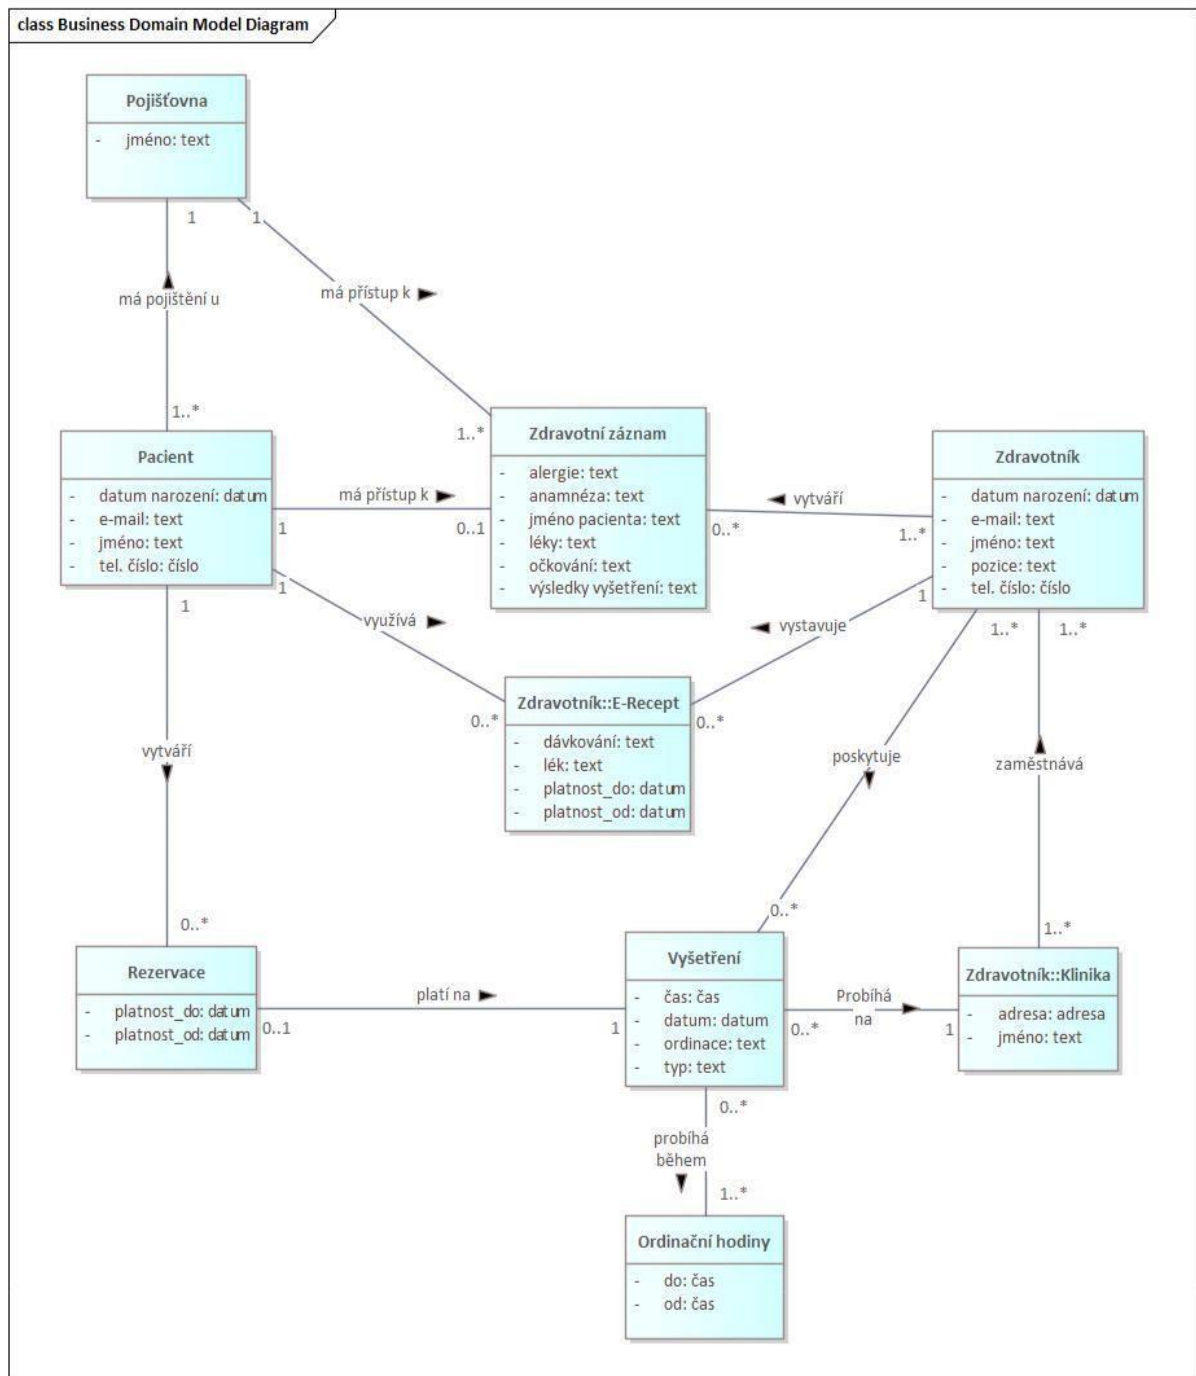 class Business Domain Model Diagram
Pojišťovna
- jméno: text
1
1
má pojištění u
má přístup k
1..*
1..*
Pacient
- datum narození: datum
- e-mail: text
- jméno: text
- tel. číslo: číslo
má přístup k
1
0..1
Zdravotní záznam
- alergie: text
- anamnéza: text
- jméno pacienta: text
- léky: text
- očkování: text
- výsledky vyšetření: text
vytváří
0..*
1..*
Zdravotník
- datum narození: datum
- e-mail: text
- jméno: text
- pozice: text
- tel. číslo: číslo
1
1
využívá
vystavuje
1
1..*
1..*
0..*
0..*
Zdravotník::E-Recept
- dávkování: text
- lék: text
- platnost_do: datum
- platnost_od: datum
vytváří
poskytuje
zaměstnává
0..*
0..*
1..*
Rezervace
- platnost_do: datum
- platnost_od: datum
platí na
0..1
1
Vyšetření
- čas: čas
- datum: datum
- ordinace: text
- typ: text
Probíhá
na
0..*
1
Zdravotník::Klinika
- adresa: adresa
- jméno: text
0..*
probíhá
během
1..*
Ordinační hodiny
- do: čas
- od: čas